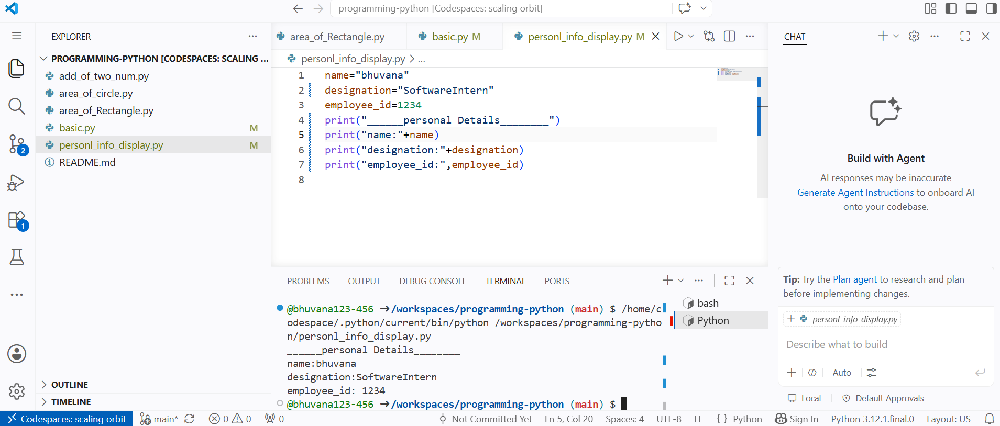 programming-python [Codespaces: scaling orbit]
EXPLORER
PROGRAMMING-PYTHON [CODESPACES: SCALING ...
add_of_two_num.py
area_of_circle.py
area_of_Rectangle.py
basic.py M
personl_info_display.py M
README.md
OUTLINE
TIMELINE
2
1
area_of_Rectangle.py
basic.py M
personl_info_display.py M
personl_info_display.py > ...
1 name="bhuvana"
2 designation="SoftwareIntern"
3 employee_id=1234
4 print("______personal Details________")
5 print("name:"+name)
6 print("designation:"+designation)
7 print("employee_id:",employee_id)
8
PROBLEMS OUTPUT DEBUG CONSOLE TERMINAL PORTS
@bhuvana123-456 ➜/workspaces/programming-python (main) $ /home/c
odespace/.python/current/bin/python /workspaces/programming-pytho
n/personl_info_display.py
______personal Details________
name:bhuvana
designation:SoftwareIntern
employee_id: 1234
@bhuvana123-456 ➜/workspaces/programming-python (main) $
bash
Python
CHAT
Build with Agent
AI responses may be inaccurate
Generate Agent Instructions to onboard AI
onto your codebase.
Tip: Try the Plan agent to research and plan
before implementing changes.
personl_info_display.py
Describe what to build
Auto
Local Default Approvals
Codespaces: scaling orbit main* 0 0 0 Not Committed Yet Ln 5, Col 20 Spaces: 4 UTF-8 LF { } Python Sign In Python 3.12.1.final.0 Layout: US